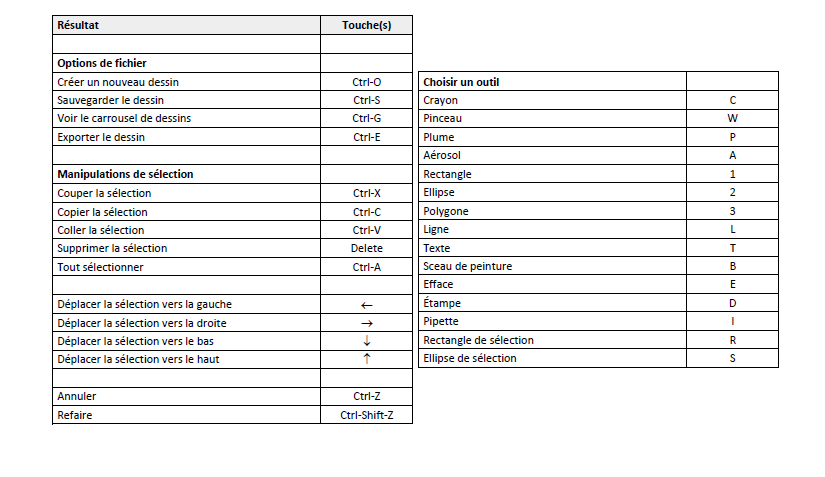 Résultat Touche(s)
Options de fichier
Créer un nouveau dessin Ctrl-O
Sauvegarder le dessin Ctrl-S
Voir le carrousel de dessins Ctrl-G
Exporter le dessin Ctrl-E
Manipulations de sélection
Couper la sélection Ctrl-X
Copier la sélection Ctrl-C
Coller la sélection Ctrl-V
Supprimer la sélection Delete
Tout sélectionner Ctrl-A
Déplacer la sélection vers la gauche ←
Déplacer la sélection vers la droite →
Déplacer la sélection vers le bas ↓
Déplacer la sélection vers le haut ↑
Annuler Ctrl-Z
Refaire Ctrl-Shift-Z
Choisir un outil
Crayon C
Pinceau W
Plume P
Aérosol A
Rectangle 1
Ellipse 2
Polygone 3
Ligne L
Texte T
Sceau de peinture B
Efface E
Étampe D
Pipette I
Rectangle de sélection R
Ellipse de sélection S